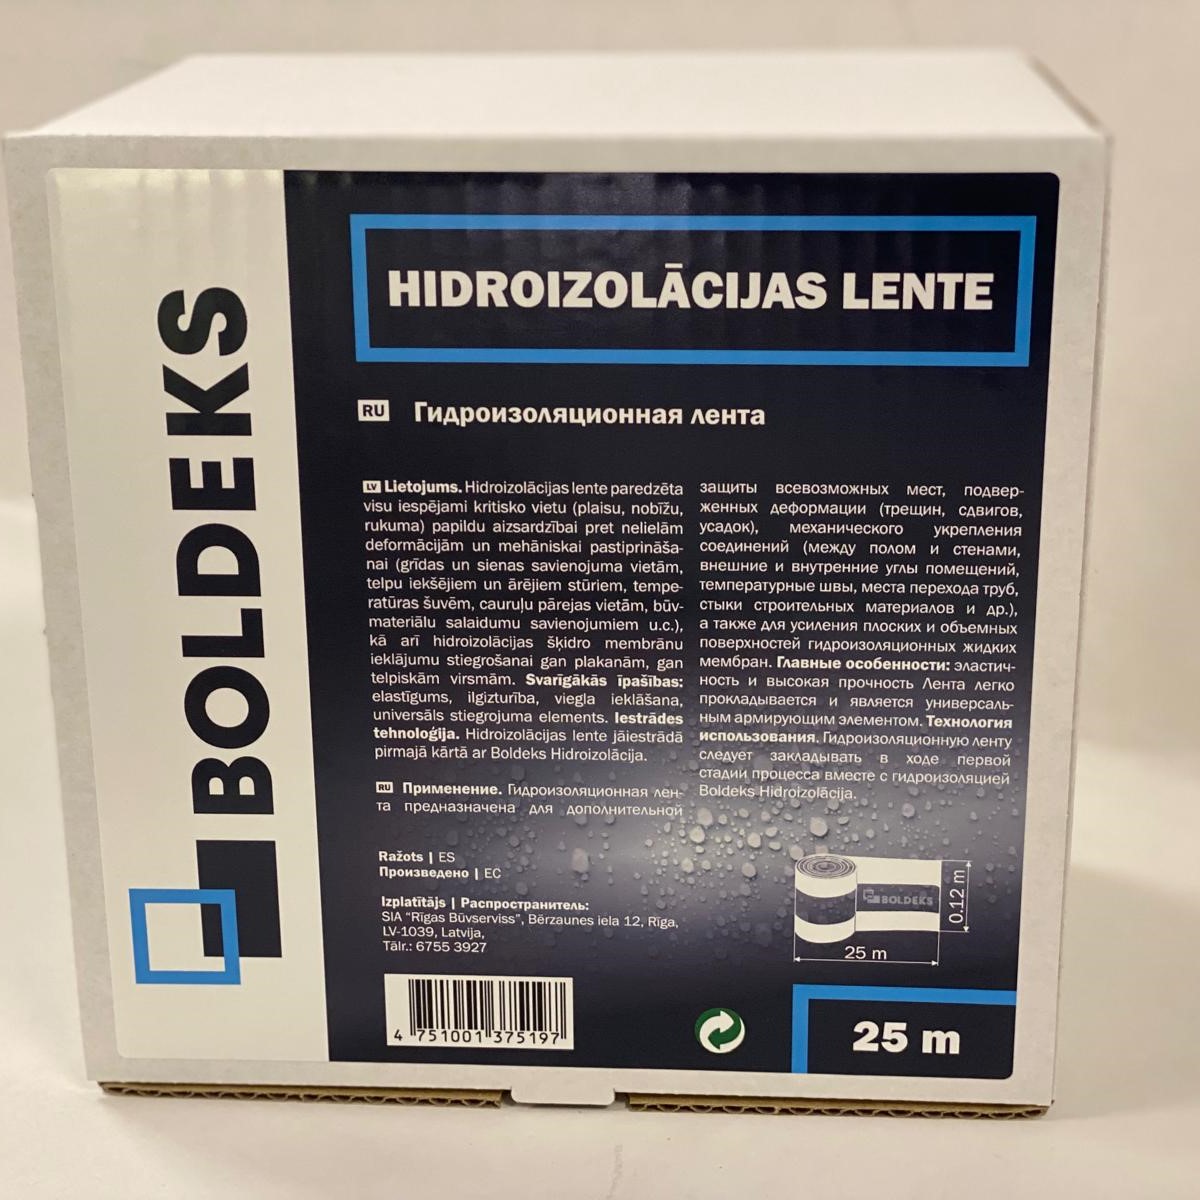 BOLDEKS
HIDROIZOLĀCIJAS LENTE
RU Гидроизоляционная лента
LV Lietojums. Hidroizolācijas lente paredzēta
visu iespējami kritisko vietu (plaisu, nobīžu,
rukuma) papildu aizsardzībai pret nelielām
deformācijām un mehāniskai pastiprināša-
nai (grīdas un sienas savienojuma vietām,
telpu iekšējiem un ārējiem stūriem, tempe-
ratūras šuvēm, cauruļu pārejas vietām, būv-
materiālu salaidumu savienojumiem u.c.),
kā arī hidroizolācijas šķidro membrānu
ieklājumu stiegrošanai gan plakanām, gan
telpiskām virsmām. Svarīgākās īpašības:
elastīgums, ilgizturība, viegla ieklāšana,
universāls stiegrojuma elements. Iestrādes
tehnoloģija. Hidroizolācijas lente jāiestrādā
pirmajā kārtā ar Boldeks Hidroizolācija.
RU Применение. Гидроизоляционная лен-
та предназначена для дополнительной
защиты всевозможных мест, подвер-
женных деформации (трещин, сдвигов,
усадок), механического укрепления
соединений (между полом и стенами,
внешние и внутренние углы помещений,
температурные швы, места перехода труб,
стыки строительных материалов и др.),
а также для усиления плоских и объемных
поверхностей гидроизоляционных жидких
мембран. Главные особенности: эластич-
ность и высокая прочность Лента легко
прокладывается и является универсаль-
ным армирующим элементом. Технология
использования. Гидроизоляционную ленту
следует закладывать в ходе первой
стадии процесса вместе с гидроизоляцией
Boldeks Hidroizolācija.
Ražots | ES
Произведено | ЕС
Izplatītājs | Распространитель:
SIA "Rīgas Būvserviss", Bērzaunes iela 12, Rīga,
LV-1039, Latvija,
Tālr.: 6755 3927
4 751001 375197
BOLDEKS
0.12 m
25 m
25 m